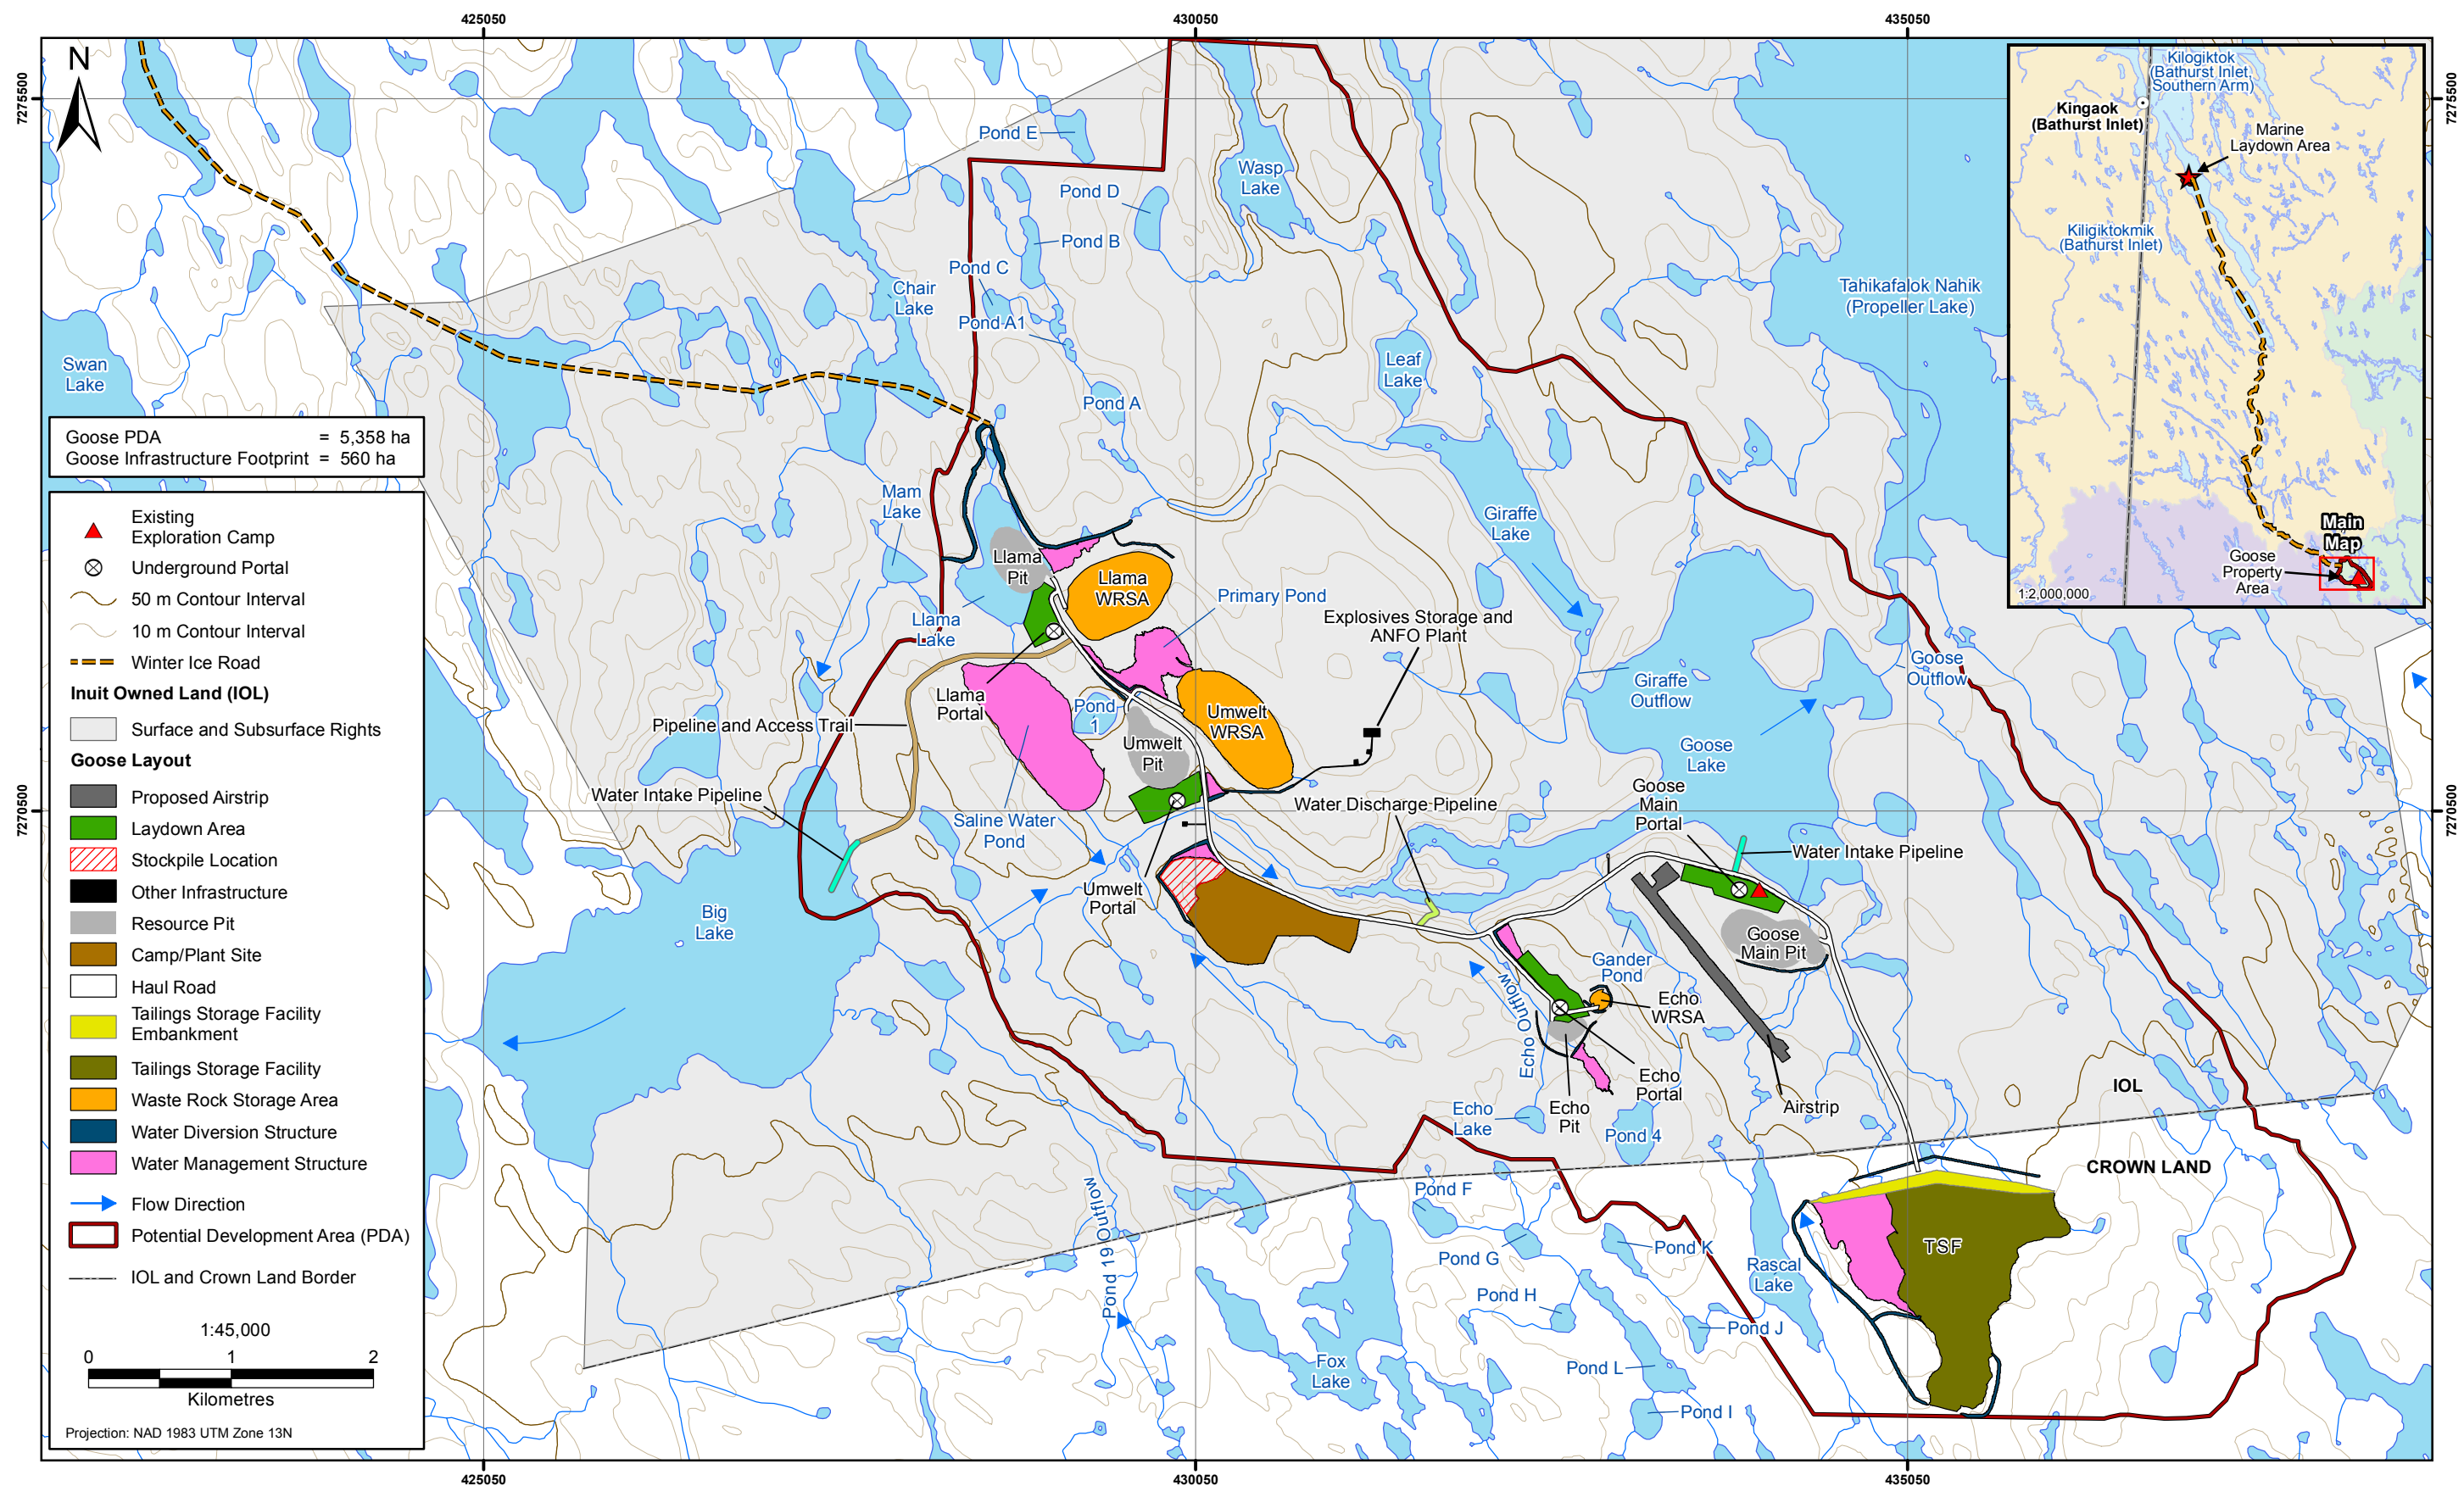 425050
430050
435050
7275500
7275500
N
Pond E
Wasp
Lake
Pond D
Pond B
Pond C
Chair
Lake
Pond A1
Tahikafalok Nahik
(Propeller Lake)
Leaf
Lake
Swan
Lake
Pond A
Kilogiktok
(Bathurst Inlet,
Southern Arm)
Kingaok
(Bathurst Inlet)
Marine
Laydown Area
Kiligiktokmik
(Bathurst Inlet)
Main
Map
Goose
Property
Area
1:2,000,000
Goose PDA = 5,358 ha
Goose Infrastructure Footprint = 560 ha
Existing
Exploration Camp
Underground Portal
50 m Contour Interval
10 m Contour Interval
Winter Ice Road
Inuit Owned Land (IOL)
Surface and Subsurface Rights
Goose Layout
Proposed Airstrip
Laydown Area
Stockpile Location
Other Infrastructure
Resource Pit
Camp/Plant Site
Haul Road
Tailings Storage Facility
Embankment
Tailings Storage Facility
Waste Rock Storage Area
Water Diversion Structure
Water Management Structure
Flow Direction
Potential Development Area (PDA)
IOL and Crown Land Border
1:45,000
0 1 2
Kilometres
Projection: NAD 1983 UTM Zone 13N
Mam
Lake
Giraffe
Lake
Llama
Pit
Llama
WRSA
Primary Pond
Llama
Lake
Explosives Storage and
ANFO Plant
Goose
Outflow
Giraffe
Outflow
Llama
Portal
Pond
1
Umwelt
WRSA
Pipeline and Access Trail
Umwelt
Pit
Goose
Lake
Water Intake Pipeline
Goose
Main
Portal
Water Discharge Pipeline
Saline Water
Pond
Water Intake Pipeline
7270500
7270500
Umwelt
Portal
Big
Lake
Goose
Main Pit
Gander
Pond
Echo Outflow
Echo
WRSA
Echo
Portal
Echo
Lake
Echo
Pit
Pond 4
Airstrip
IOL
CROWN LAND
Pond F
Pond 19 Outflow
Pond G
Pond K
Rascal
Lake
TSF
Pond H
Pond J
Fox
Lake
Pond L
Pond I
425050
430050
435050